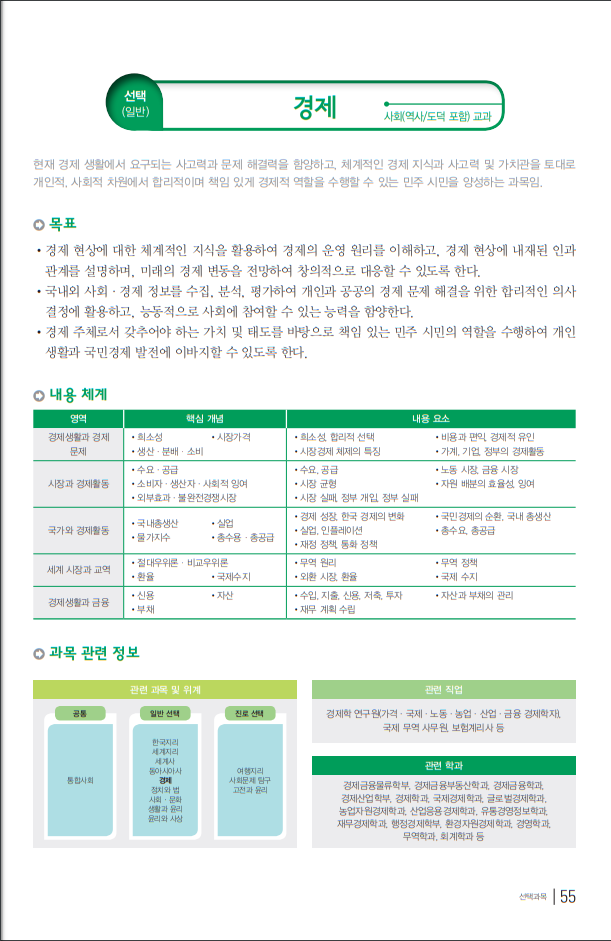 선택
(일반)
경제
사회(역사/도덕 포함) 교과
현재 경제 생활에서 요구되는 사고력과 문제 해결력을 함양하고, 체계적인 경제 지식과 사고력 및 가치관을 토대로
개인적, 사회적 차원에서 합리적이며 책임 있게 경제적 역할을 수행할 수 있는 민주 시민을 양성하는 과목임.
목표
• 경제 현상에 대한 체계적인 지식을 활용하여 경제의 운영 원리를 이해하고, 경제 현상에 내재된 인과
관계를 설명하며, 미래의 경제 변동을 전망하여 창의적으로 대응할 수 있도록 한다.
• 국내외 사회 · 경제 정보를 수집, 분석, 평가하여 개인과 공공의 경제 문제 해결을 위한 합리적인 의사
결정에 활용하고, 능동적으로 사회에 참여할 수 있는 능력을 함양한다.
• 경제 주체로서 갖추어야 하는 가치 및 태도를 바탕으로 책임 있는 민주 시민의 역할을 수행하여 개인
생활과 국민경제 발전에 이바지할 수 있도록 한다.
내용 체계
영역 핵심 개념 내용 요소
경제생활과 경제
문제
• 희소성 • 시장가격
• 생산 · 분배 · 소비
• 희소성, 합리적 선택 • 비용과 편익, 경제적 유인
• 시장경제 체제의 특징 • 가계, 기업, 정부의 경제활동
시장과 경제활동
• 수요 · 공급
• 소비자 · 생산자 · 사회적 잉여
• 외부효과 · 불완전경쟁시장
• 수요, 공급 • 노동 시장, 금융 시장
• 시장 균형 • 자원 배분의 효율성, 잉여
• 시장 실패, 정부 개입, 정부 실패
국가와 경제활동
• 국내총생산 • 실업
• 물가지수 • 총수용 · 총공급
• 경제 성장, 한국 경제의 변화 • 국민경제의 순환, 국내 총생산
• 실업, 인플레이션 • 총수요, 총공급
• 재정 정책, 통화 정책
세계 시장과 교역
• 절대우위론 · 비교우위론
• 환율 • 국제수지
• 무역 원리 • 무역 정책
• 외환 시장, 환율 • 국제 수지
경제생활과 금융
• 신용 • 자산
• 부채
• 수입, 지출, 신용, 저축, 투자 • 자산과 부채의 관리
• 재무 계획 수립
과목 관련 정보
관련 과목 및 위계
공통
통합사회
일반 선택
한국지리
세계지리
세계사
동아시아사
경제
정치와 법
사회 · 문화
생활과 윤리
윤리와 사상
진로 선택
여행지리
사회문제 탐구
고전과 윤리
관련 직업
경제학 연구원(가격 · 국제 · 노동 · 농업 · 산업 · 금융 경제학자),
국제 무역 사무원, 보험계리사 등
관련 학과
경제금융물류학부, 경제금융부동산학과, 경제금융학과,
경제산업학부, 경제학과, 국제경제학과, 글로벌경제학과,
농업자원경제학과, 산업응용경제학과, 유통경영정보학과,
재무경제학과, 행정경제학부, 환경자원경제학과, 경영학과,
무역학과, 회계학과 등
선택과목 55